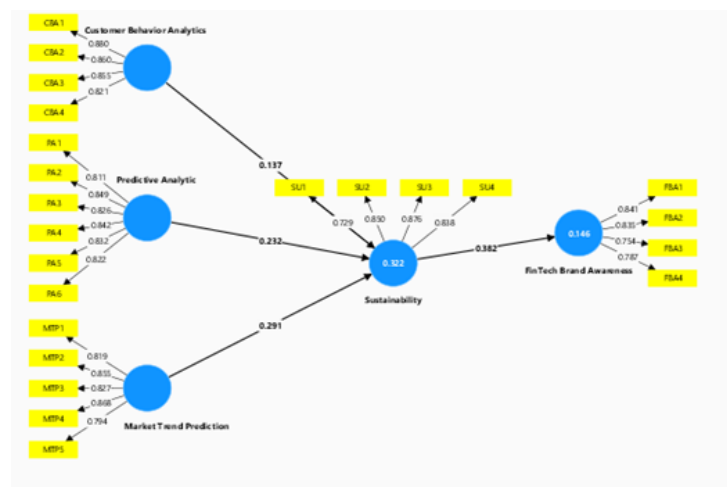 CBA1
Customer Behavior Analytics
0.880
CBA2
0.860
CBA3
0.855
CBA4
0.821
PA1
Predictive Analytic
0.811
PA2
0.849
PA3
0.826
PA4
0.842
PA5
0.832
PA6
0.822
MTP1
0.819
MTP2
0.855
MTP3
0.827
MTP4
0.868
MTP5
0.794
Market Trend Prediction
0.137
0.232
0.291
SU1
SU2
SU3
SU4
0.729
0.850
0.876
0.838
0.322
Sustainability
0.382
0.146
FinTech Brand Awareness
FBA1
0.841
FBA2
0.835
FBA3
0.754
FBA4
0.787